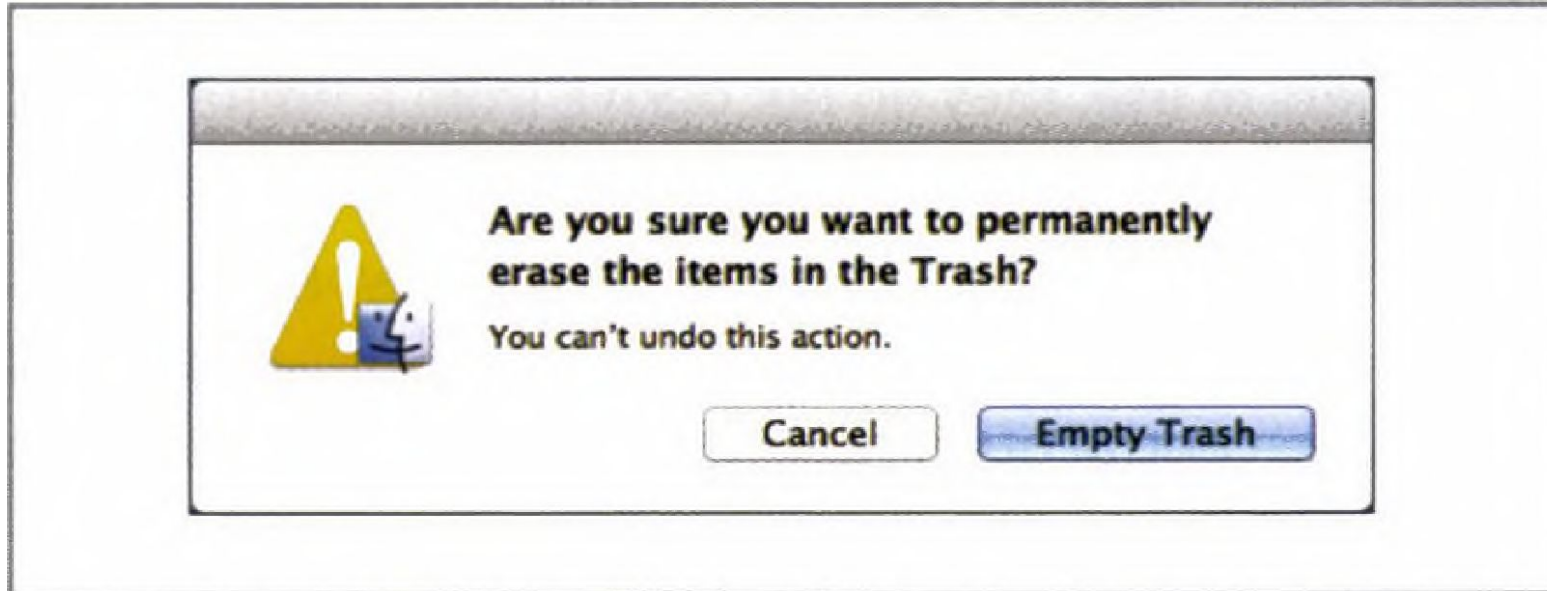 Are you sure you want to permanently
erase the items in the Trash?
You can't undo this action.
Cancel
Empty Trash